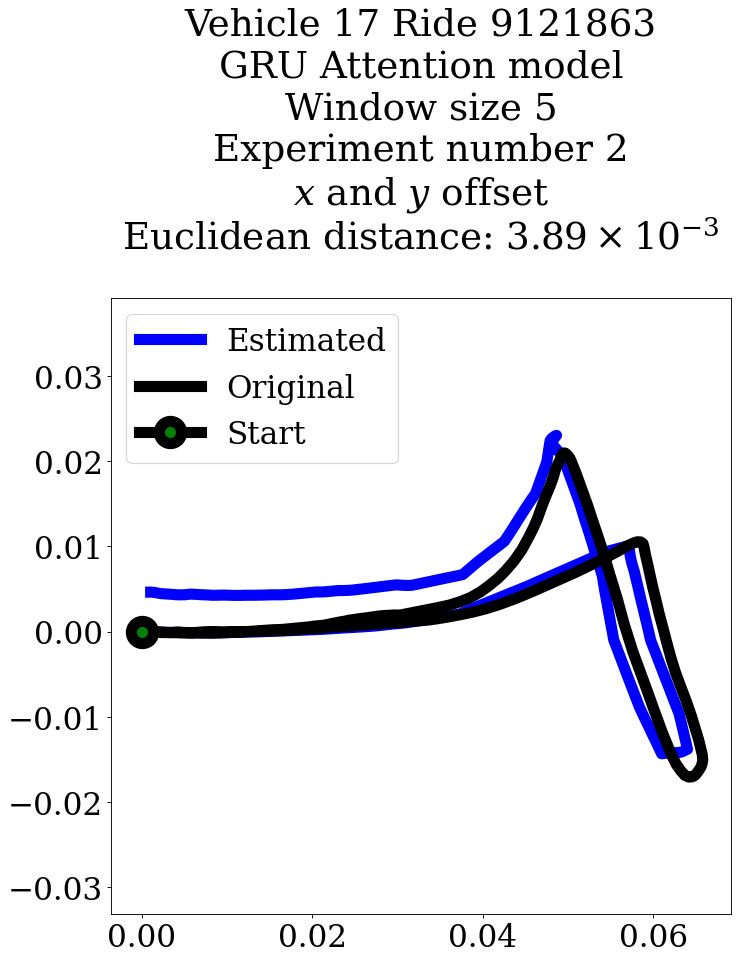 Vehicle 17 Ride 9121863
GRU Attention model
Window size 5
Experiment number 2
x and y offset
Euclidean distance: 3.89 × 10⁻³
Estimated
Original
Start
0.03
0.02
0.01
0.00
−0.01
−0.02
−0.03
0.00 0.02 0.04 0.06